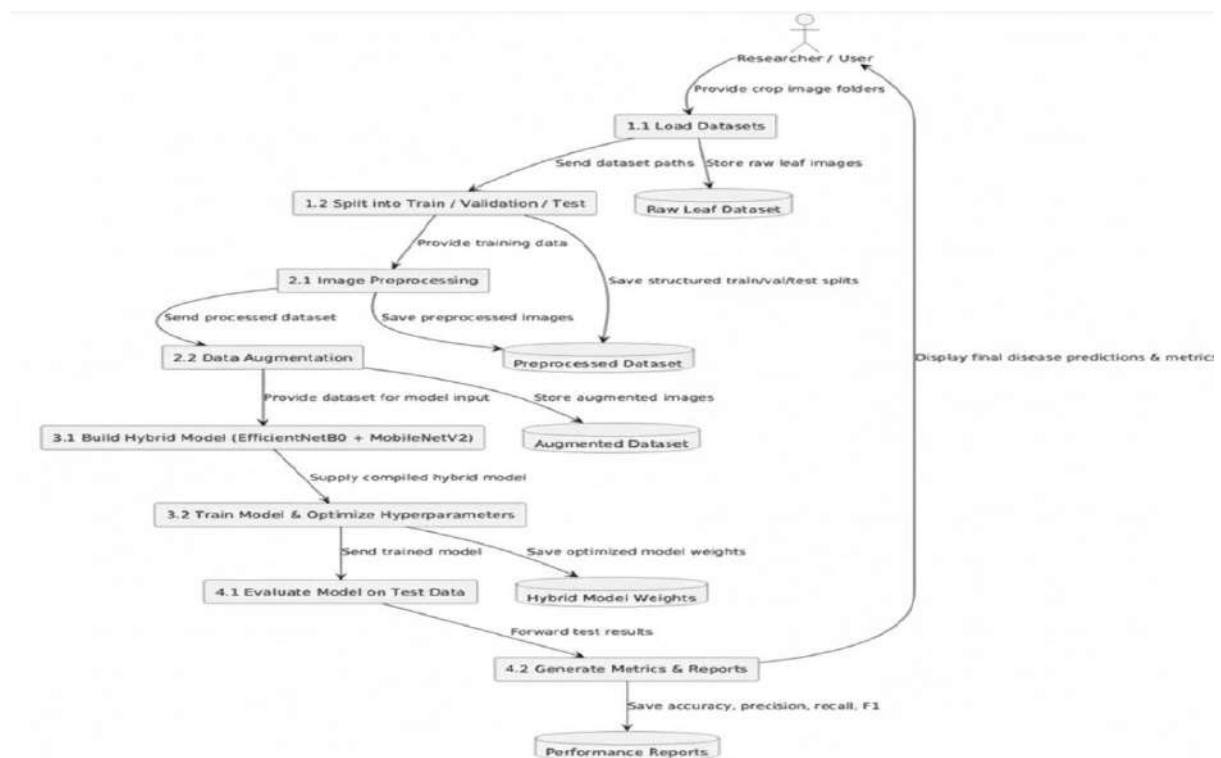 Researcher / User
Provide crop image folders
1.1 Load Datasets
Send dataset paths
Store raw leaf images
1.2 Split into Train / Validation / Test
Raw Leaf Dataset
Provide training data
2.1 Image Preprocessing
Save structured train/val/test splits
Send processed dataset
Save preprocessed images
2.2 Data Augmentation
Preprocessed Dataset
Display final disease predictions & metrics
Provide dataset for model input
Store augmented images
3.1 Build Hybrid Model (EfficientNetB0 + MobileNetV2)
Augmented Dataset
Supply compiled hybrid model
3.2 Train Model & Optimize Hyperparameters
Send trained model
Save optimized model weights
4.1 Evaluate Model on Test Data
Hybrid Model Weights
Forward test results
4.2 Generate Metrics & Reports
Save accuracy, precision, recall, F1
Performance Reports